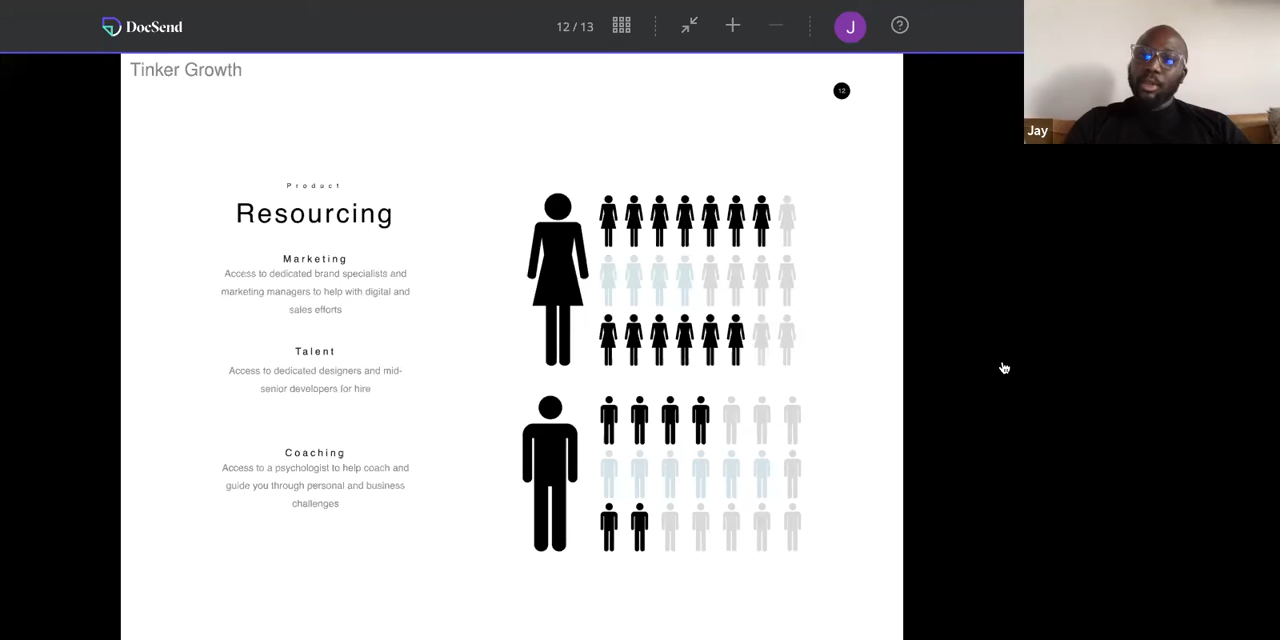 DocSend
12 / 13
J
Jay
Tinker Growth
12
Product
Resourcing
Marketing
Access to dedicated brand specialists and
marketing managers to help with digital and
sales efforts
Talent
Access to dedicated designers and mid-
senior developers for hire
Coaching
Access to a psychologist to help coach and
guide you through personal and business
challenges